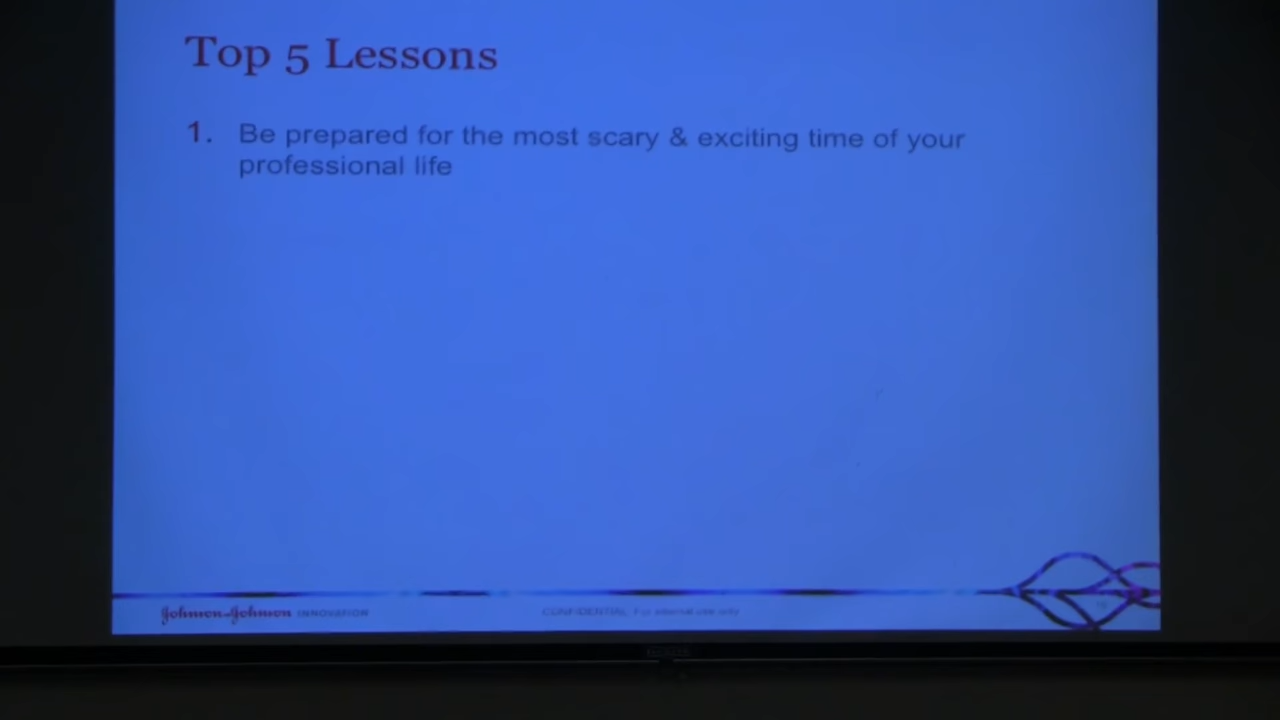 Top 5 Lessons
1. Be prepared for the most scary & exciting time of your
professional life
Johnson&Johnson INNOVATION
CONFIDENTIAL: For internal use only